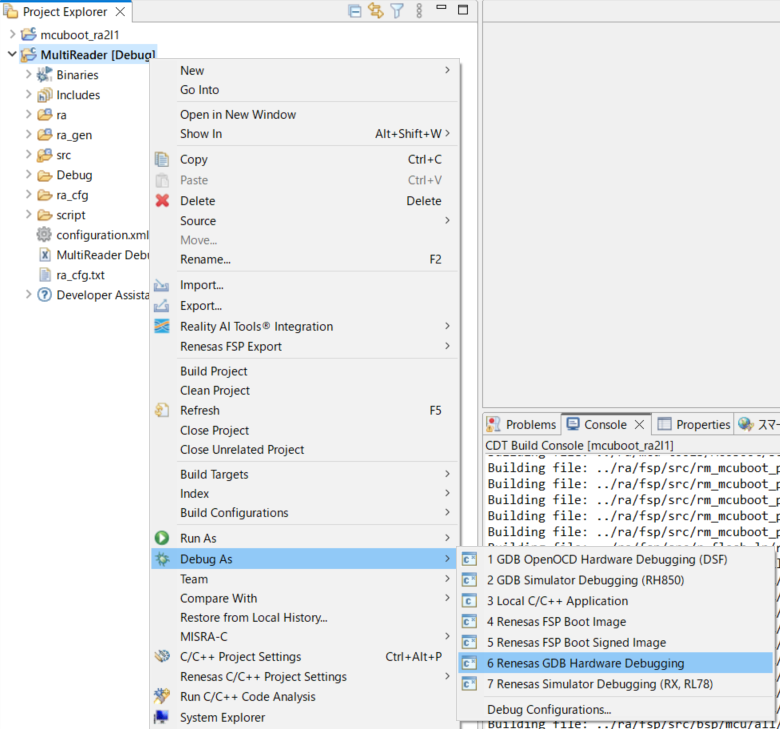 Project Explorer
mcuboot_ra2l1
MultiReader [Debug]
Binaries
Includes
ra
ra_gen
src
Debug
ra_cfg
script
configuration.xml
MultiReader Debu
ra_cfg.txt
Developer Assista
New
Go Into
Open in New Window
Show In Alt+Shift+W
Copy Ctrl+C
Paste Ctrl+V
Delete Delete
Source
Move...
Rename... F2
Import...
Export...
Reality AI Tools® Integration
Renesas FSP Export
Build Project
Clean Project
Refresh F5
Close Project
Close Unrelated Project
Build Targets
Index
Build Configurations
Run As
Debug As
Team
Compare With
Restore from Local History...
MISRA-C
C/C++ Project Settings Ctrl+Alt+P
Renesas C/C++ Project Settings
Run C/C++ Code Analysis
System Explorer
1 GDB OpenOCD Hardware Debugging (DSF)
2 GDB Simulator Debugging (RH850)
3 Local C/C++ Application
4 Renesas FSP Boot Image
5 Renesas FSP Boot Signed Image
6 Renesas GDB Hardware Debugging
7 Renesas Simulator Debugging (RX, RL78)
Debug Configurations...
Problems Console Properties スマ
CDT Build Console [mcuboot_ra2l1]
Building file: ../ra/fsp/src/rm_mcuboot_p
Building file: ../ra/fsp/src/rm_mcuboot_p
Building file: ../ra/fsp/src/rm_mcuboot_p
Building file: ../ra/fsp/src/rm_mcuboot_p
Building file: ../ra/fsp/src/rm_mcuboot_p
Building file: ../ra/fsp/src/bsp/mcu/all/